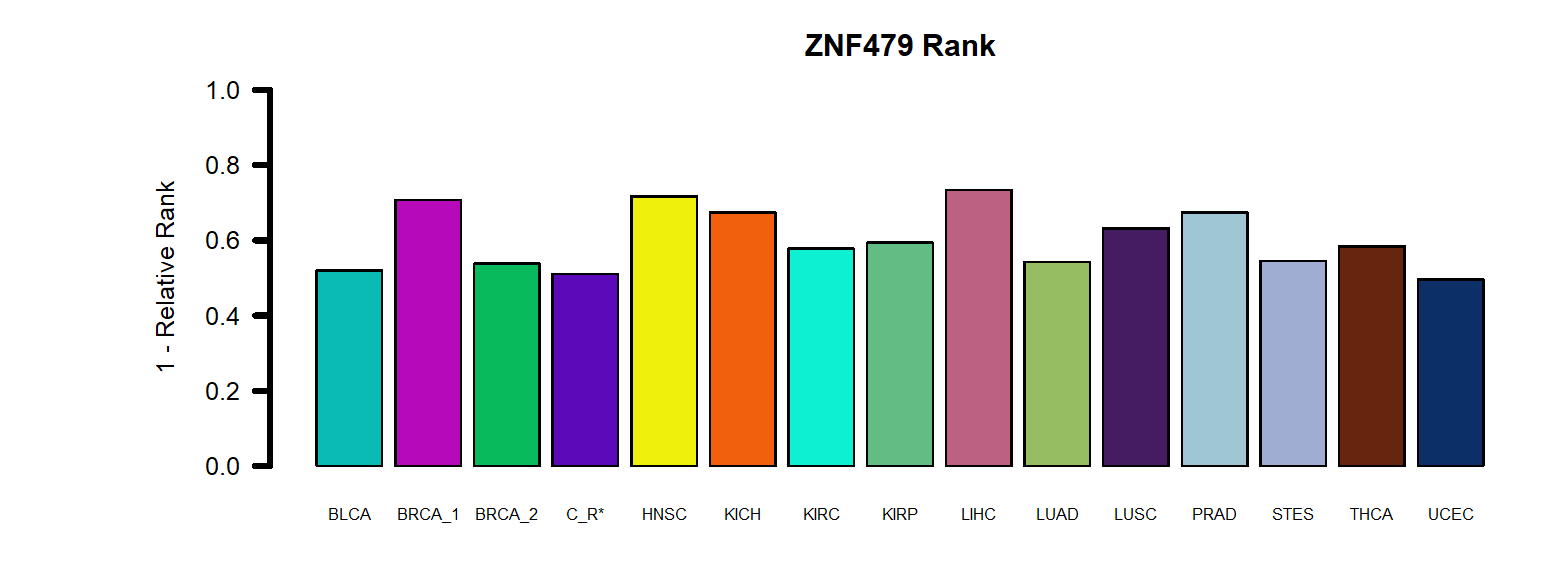 ZNF479 Rank
1.0
0.8
0.6
0.4
0.2
0.0
1 - Relative Rank
BLCA BRCA_1 BRCA_2 C_R* HNSC KICH KIRC KIRP LIHC LUAD LUSC PRAD STES THCA UCEC